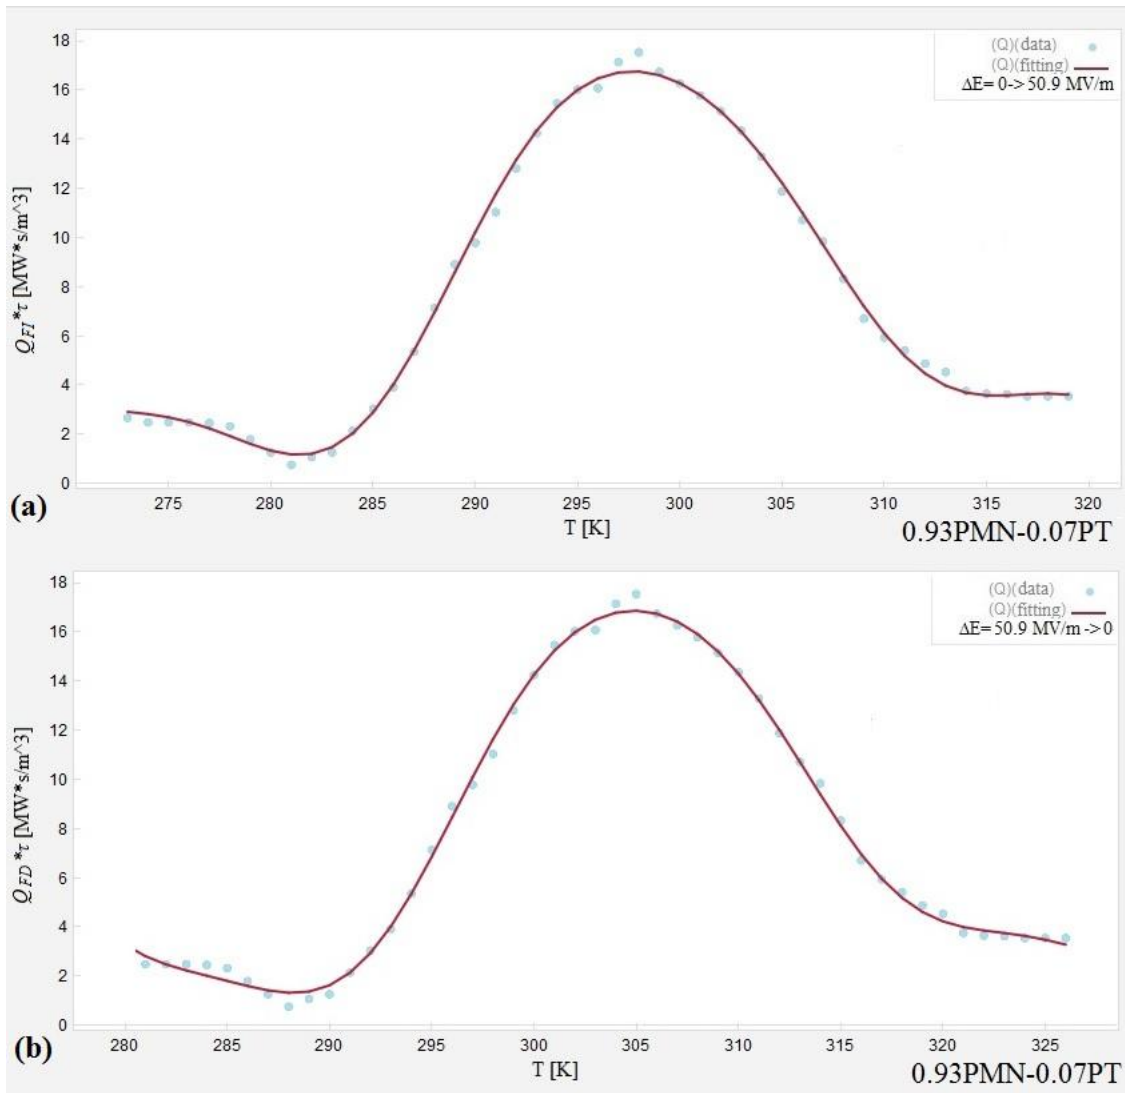 18
16
14
12
10
8
6
4
2
0
Q_FI*τ [MW*s/m^3]
(Q)(data)
(Q)(fitting)
ΔE= 0->50.9 MV/m
275 280 285 290 295 300 305 310 315 320
(a)
T [K]
0.93PMN-0.07PT
18
16
14
12
10
8
6
4
2
0
Q_FD*τ [MW*s/m^3]
(Q)(data)
(Q)(fitting)
ΔE= 50.9 MV/m ->0
280 285 290 295 300 305 310 315 320 325
(b)
T [K]
0.93PMN-0.07PT